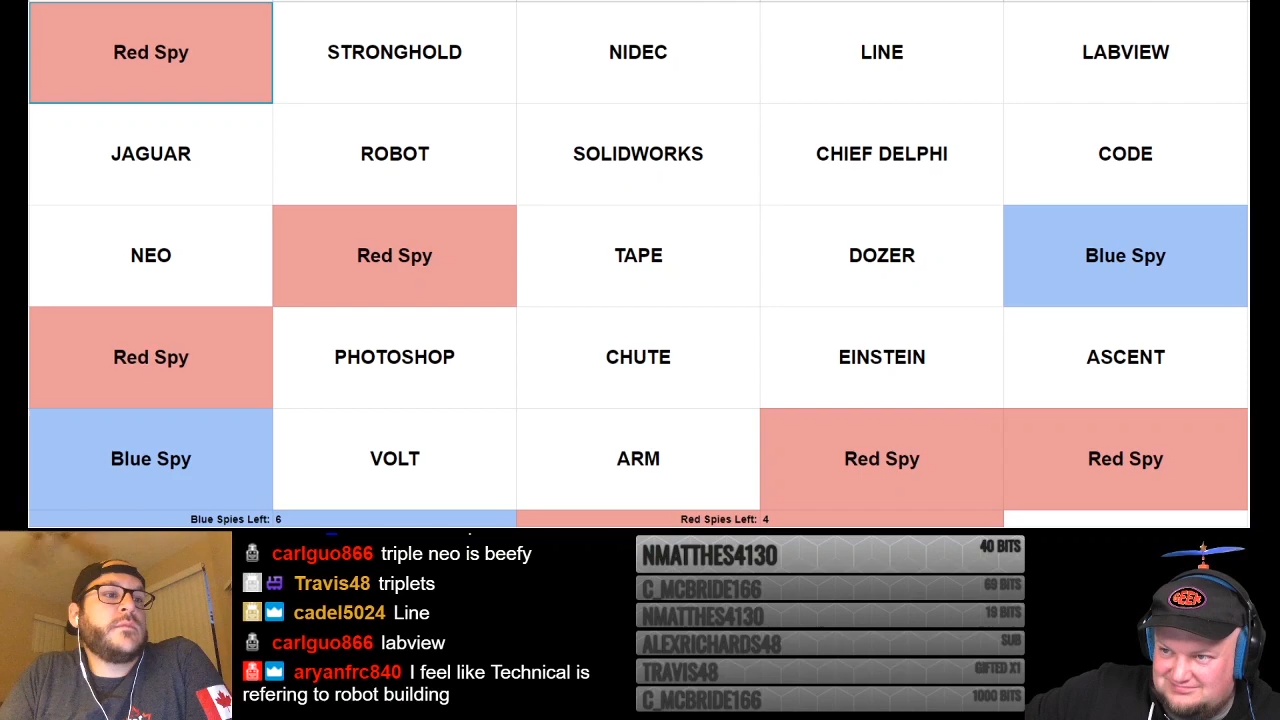 Red Spy STRONGHOLD NIDEC LINE LABVIEW
JAGUAR ROBOT SOLIDWORKS CHIEF DELPHI CODE
NEO Red Spy TAPE DOZER Blue Spy
Red Spy PHOTOSHOP CHUTE EINSTEIN ASCENT
Blue Spy VOLT ARM Red Spy Red Spy
Blue Spies Left: 6 Red Spies Left: 4
carlguo866 triple neo is beefy
Travis48 triplets
cadel5024 Line
carlguo866 labview
aryanfrc840 I feel like Technical is
refering to robot building
NMATTHES4130 40 BITS
C_MCBRIDE166 69 BITS
NMATTHES4130 19 BITS
ALEXRICHARDS48 SUB
TRAVIS48 GIFTED X1
C_MCBRIDE166 1000 BITS